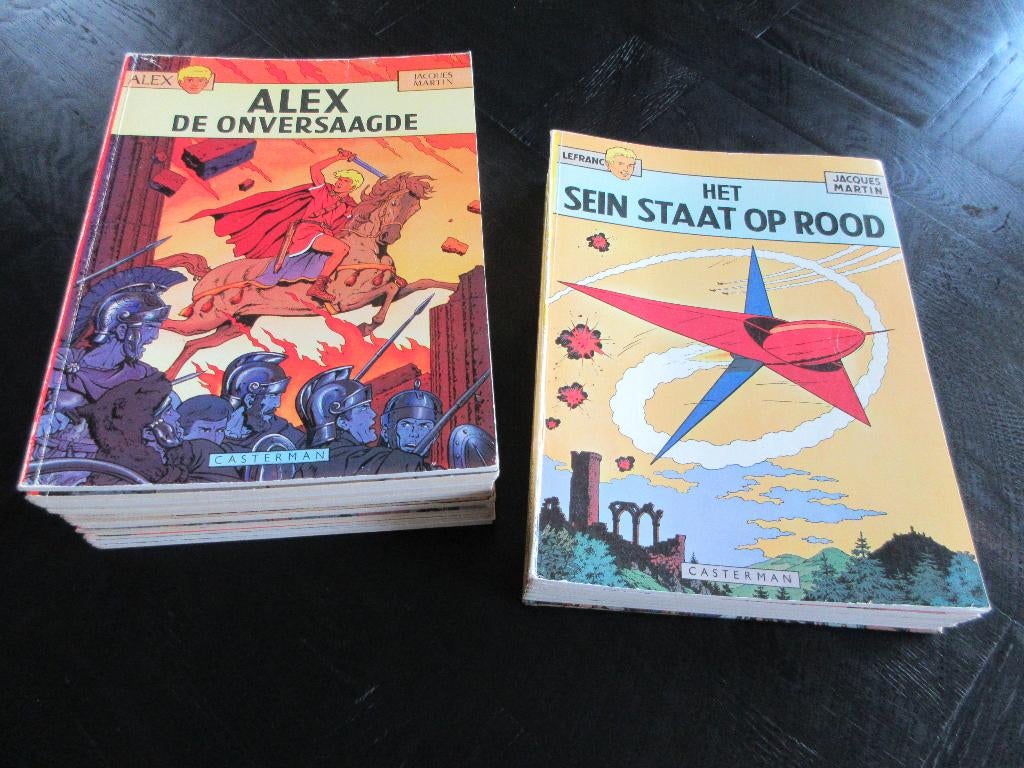 ALEX
JACQUES
MARTIN
ALEX
DE ONVERSAAGDE
CASTERMAN
LEFRANC
JACQUES
MARTIN
HET
SEIN STAAT OP ROOD
CASTERMAN